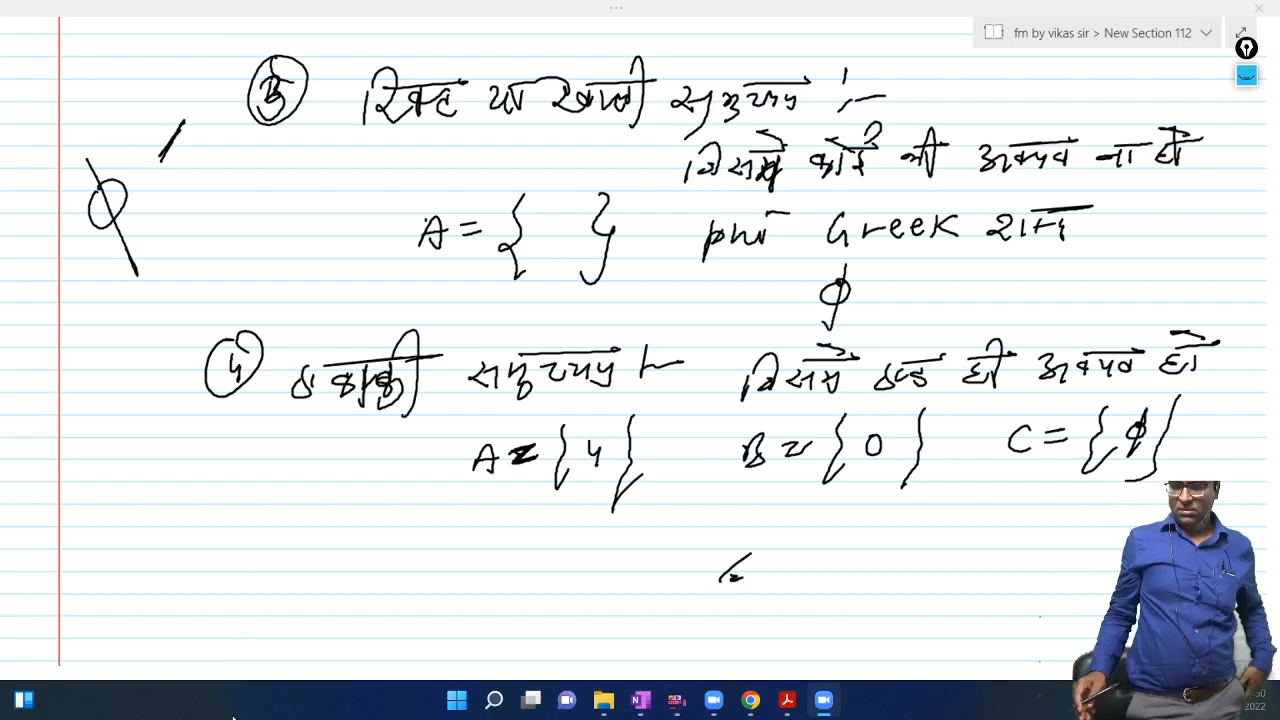 fm by vikas sir > New Section 112
③ रिक्त या खाली समुच्चय :-
जिसमें कोई भी अवयव ना हो
A = { } phi Greek शब्द
φ
φ
④ एकांकी समुच्चय :- जिसमें एक ही अवयव हो
A = {4} B = {0} C = {φ}
2022